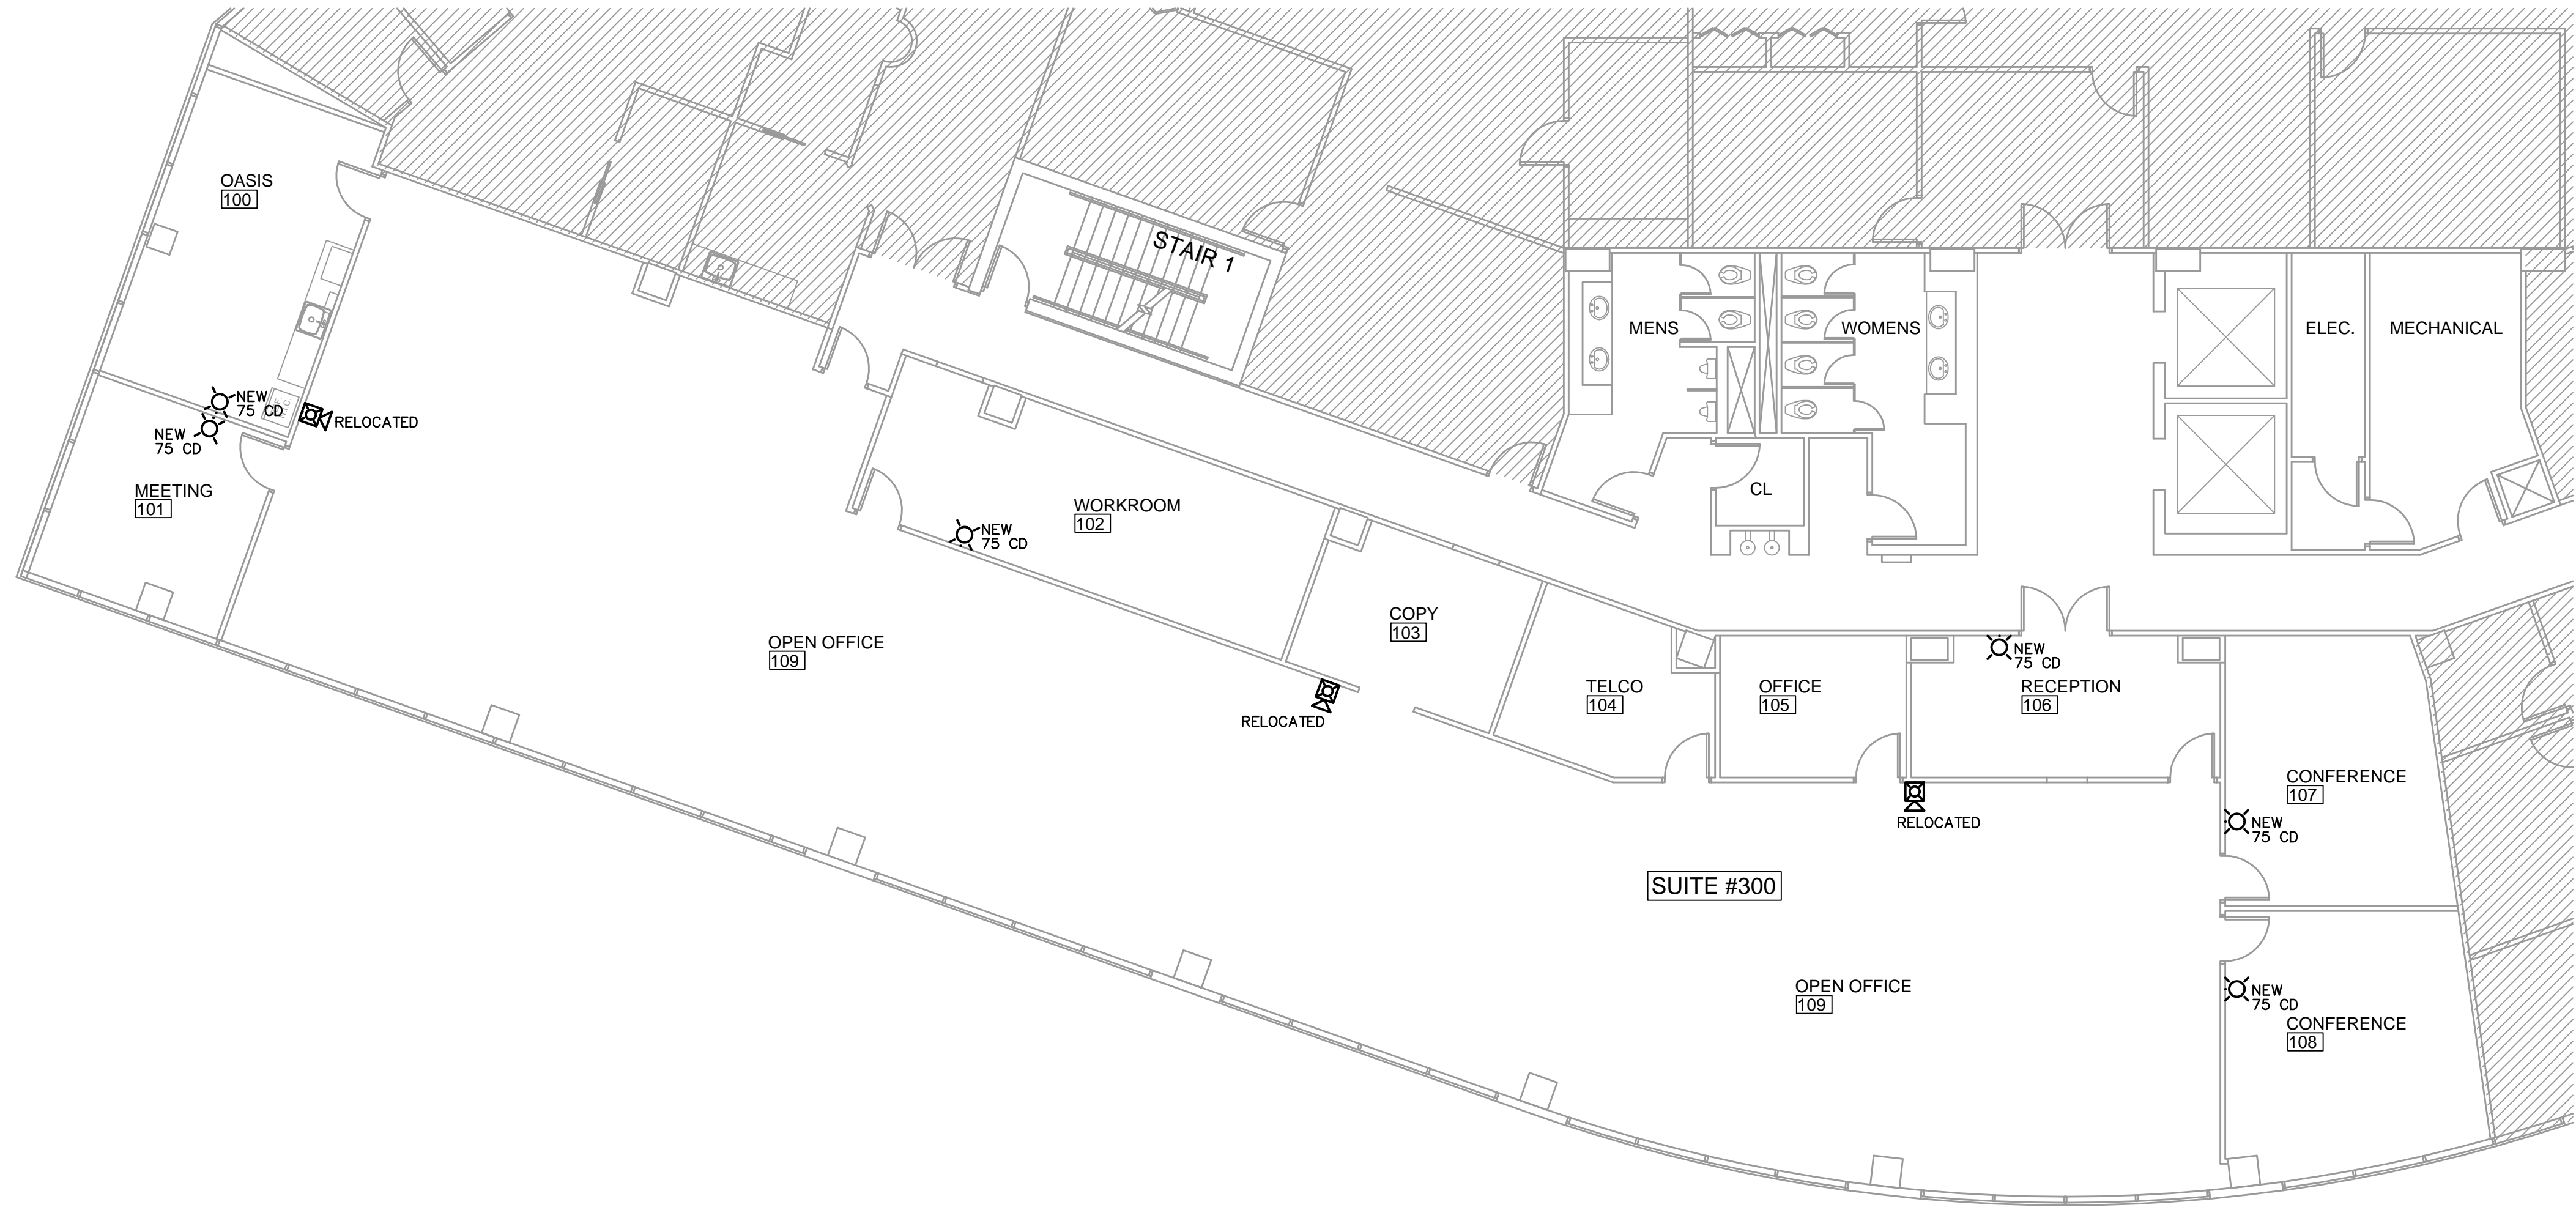 OASIS
100
STAIR 1
MENS
WOMENS
ELEC.
MECHANICAL
NEW
75 CD
RELOCATED
NEW
75 CD
MEETING
101
CL
WORKROOM
102
NEW
75 CD
COPY
103
OPEN OFFICE
109
NEW
75 CD
TELCO
104
OFFICE
105
RECEPTION
106
RELOCATED
CONFERENCE
107
RELOCATED
NEW
75 CD
SUITE #300
OPEN OFFICE
109
NEW
75 CD
CONFERENCE
108